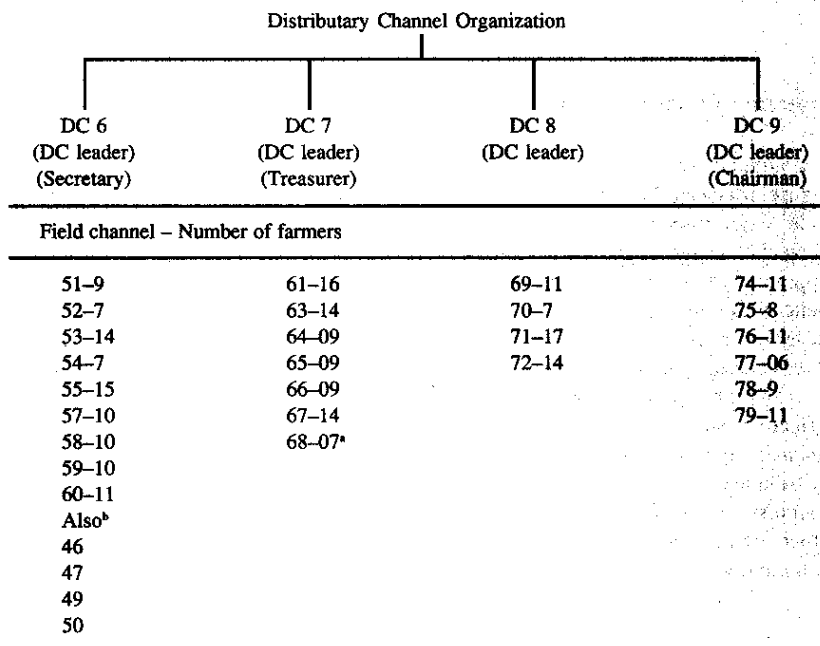 Distributary Channel Organization
DC 6 DC 7 DC 8 DC 9
(DC leader) (DC leader) (DC leader) (DC leader)
(Secretary) (Treasurer) (Chairman)
Field channel – Number of farmers
51–9 61–16 69–11 74–11
52–7 63–14 70–7 75–8
53–14 64–09 71–17 76–11
54–7 65–09 72–14 77–06
55–15 66–09 78–9
57–10 67–14 79–11
58–10 68–07ᵃ
59–10
60–11
Alsoᵇ
46
47
49
50